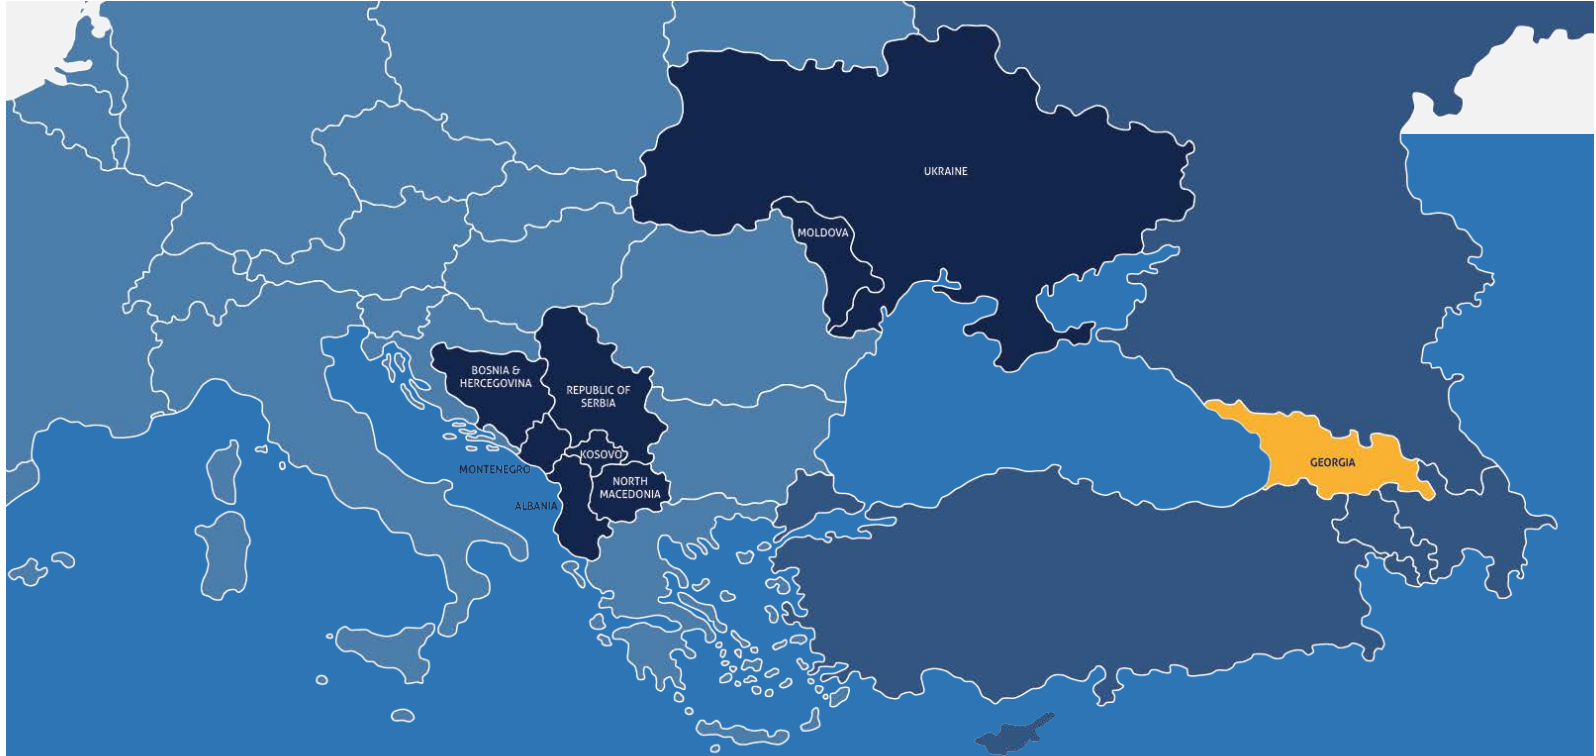 UKRAINE
MOLDOVA
BOSNIA &
HERCEGOVINA
REPUBLIC OF
SERBIA
KOSOVO
MONTENEGRO
NORTH
MACEDONIA
ALBANIA
GEORGIA